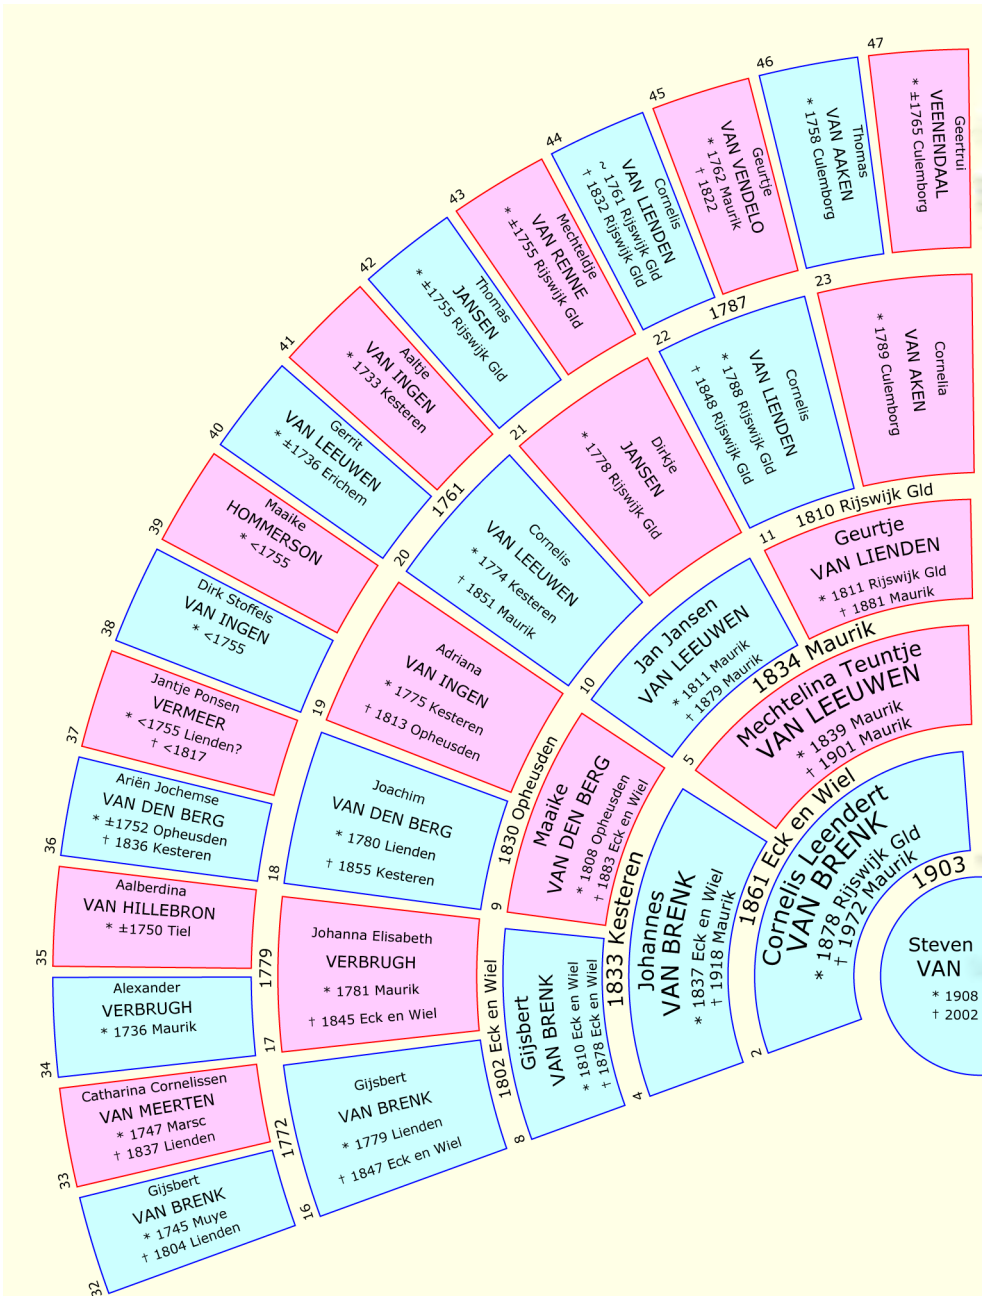 47
Geertrui
VEENENDAAL
* ±1765 Culemborg
46
Thomas
VAN AAKEN
* 1758 Culemborg
45
Geurtje
VAN VENDELO
* 1762 Maurik
† 1822
44
Cornelis
VAN LIENDEN
~ 1761 Rijswijk Gld
† 1832 Rijswijk Gld
43
Mechteldje
VAN RENNE
* ±1755 Rijswijk Gld
42
Thomas
JANSEN
* ±1755 Rijswijk Gld
41
Aaltje
VAN INGEN
* 1733 Kesteren
40
Gerrit
VAN LEEUWEN
* ±1736 Erichem
39
Maaike
HOMMERSON
* <1755
38
Dirk Stoffels
VAN INGEN
* <1755
37
Jantje Ponsen
VERMEER
* <1755 Lienden?
† <1817
36
Ariën Jochemse
VAN DEN BERG
* ±1752 Opheusden
† 1836 Kesteren
35
Aalberdina
VAN HILLEBRON
* ±1750 Tiel
34
Alexander
VERBRUGH
* 1736 Maurik
33
Catharina Cornelissen
VAN MEERTEN
* 1747 Marsc
† 1837 Lienden
32
Gijsbert
VAN BRENK
* 1745 Muye
† 1804 Lienden
1787
1761
1779
1772
23
Cornelia
VAN AKEN
* 1789 Culemborg
22
Cornelis
VAN LIENDEN
* 1788 Rijswijk Gld
† 1848 Rijswijk Gld
21
Dirkje
JANSEN
* 1778 Rijswijk Gld
20
Cornelis
VAN LEEUWEN
* 1774 Kesteren
† 1851 Maurik
19
Adriana
VAN INGEN
* 1775 Kesteren
† 1813 Opheusden
18
Joachim
VAN DEN BERG
* 1780 Lienden
† 1855 Kesteren
17
Johanna Elisabeth
VERBRUGH
* 1781 Maurik
† 1845 Eck en Wiel
16
Gijsbert
VAN BRENK
* 1779 Lienden
† 1847 Eck en Wiel
1810 Rijswijk Gld
1830 Opheusden
1802 Eck en Wiel
11
Geurtje
VAN LIENDEN
* 1811 Rijswijk Gld
† 1881 Maurik
10
Jan Jansen
VAN LEEUWEN
* 1811 Maurik
† 1879 Maurik
9
Maaike
VAN DEN BERG
* 1808 Opheusden
† 1883 Eck en Wiel
8
Gijsbert
VAN BRENK
* 1810 Eck en Wiel
† 1878 Eck en Wiel
1834 Maurik
1833 Kesteren
5
Mechtelina Teuntje
VAN LEEUWEN
* 1839 Maurik
† 1901 Maurik
4
Johannes
VAN BRENK
* 1837 Eck en Wiel
† 1918 Maurik
1861 Eck en Wiel
2
Cornelis Leendert
VAN BRENK
* 1878 Rijswijk Gld
† 1972 Maurik
1903
Steven
VAN
* 1908
† 2002